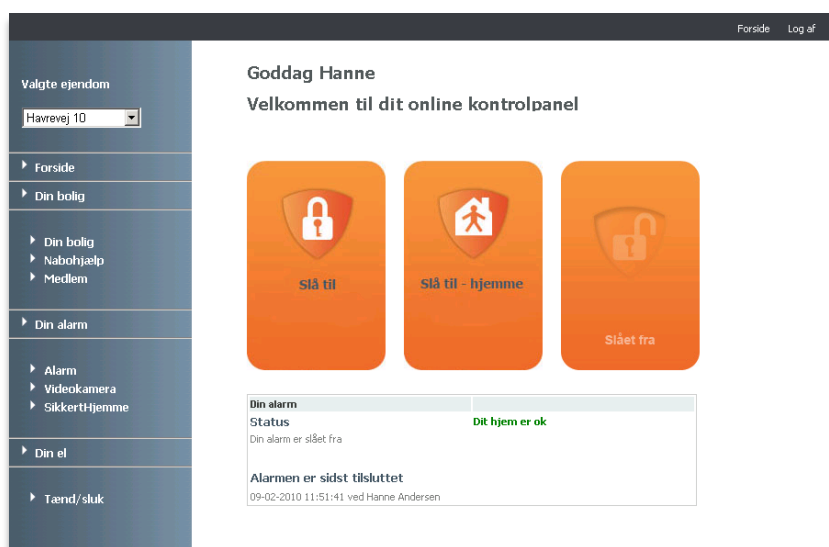 Forside Log af
Valgte ejendom
Havrevej 10
Forside
Din bolig
Din bolig
Nabohjælp
Medlem
Din alarm
Alarm
Videokamera
SikkertHjemme
Din el
Tænd/sluk
Goddag Hanne
Velkommen til dit online kontrolpanel
Slå til
Slå til - hjemme
Slået fra
Din alarm
Status Dit hjem er ok
Din alarm er slået fra
Alarmen er sidst tilsluttet
09-02-2010 11:51:41 ved Hanne Andersen